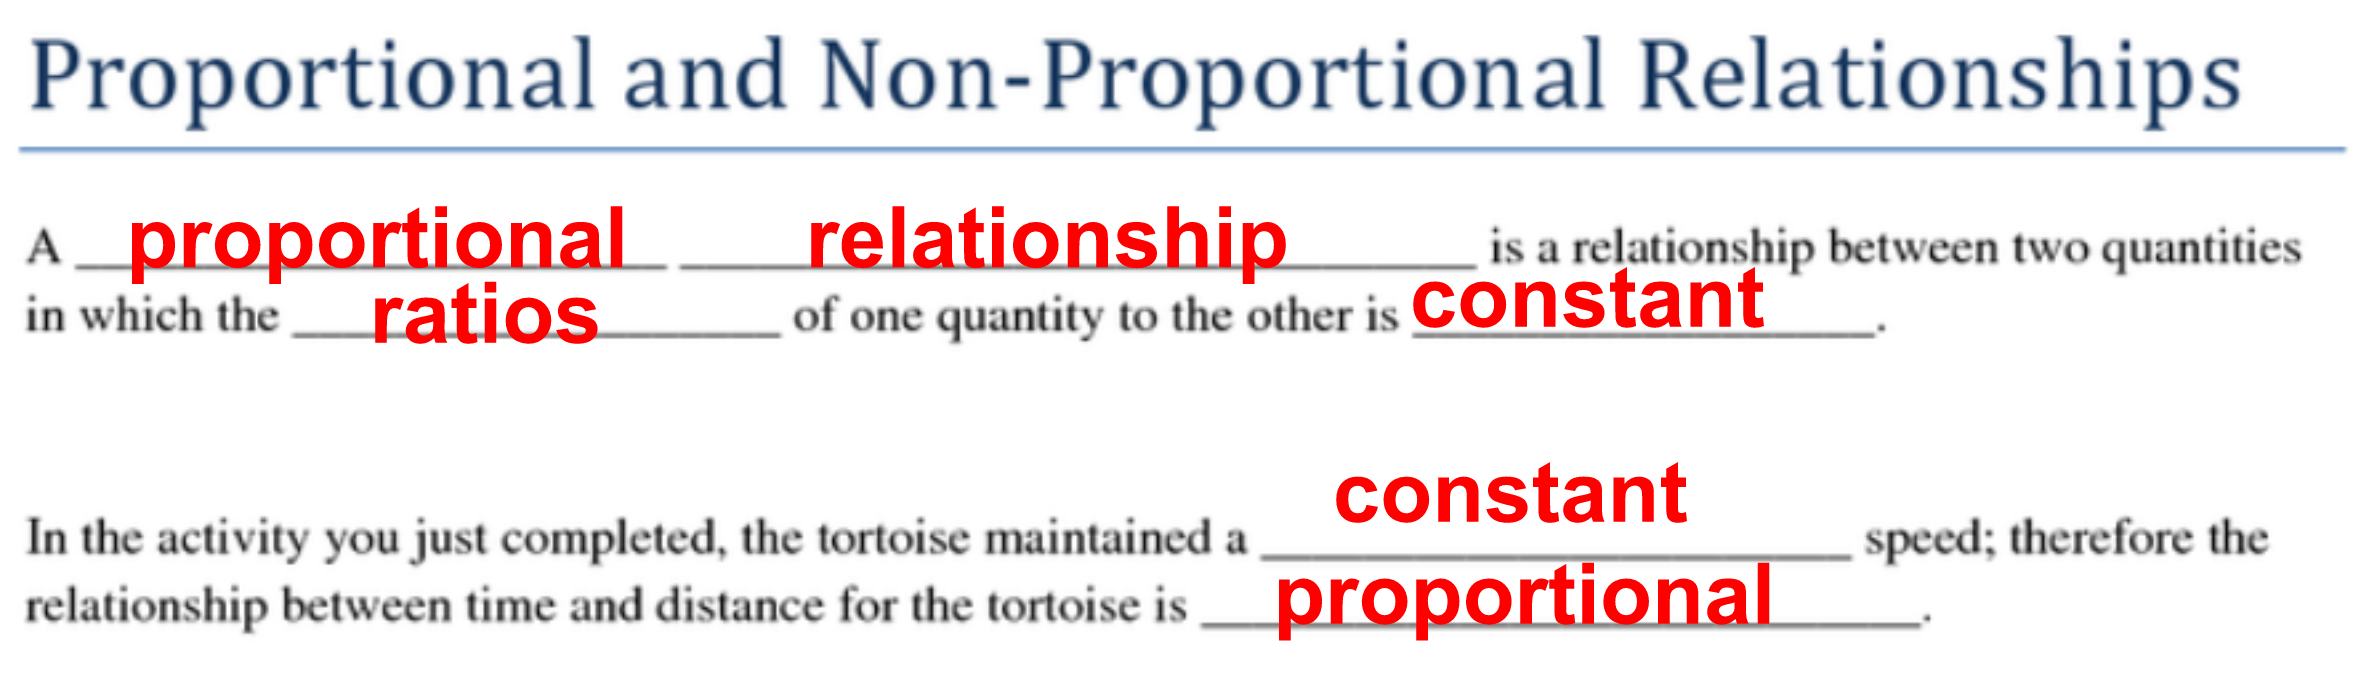 Proportional and Non-Proportional Relationships
A proportional relationship is a relationship between two quantities
in which the ratios of one quantity to the other is constant.
In the activity you just completed, the tortoise maintained a constant speed; therefore the
relationship between time and distance for the tortoise is proportional.